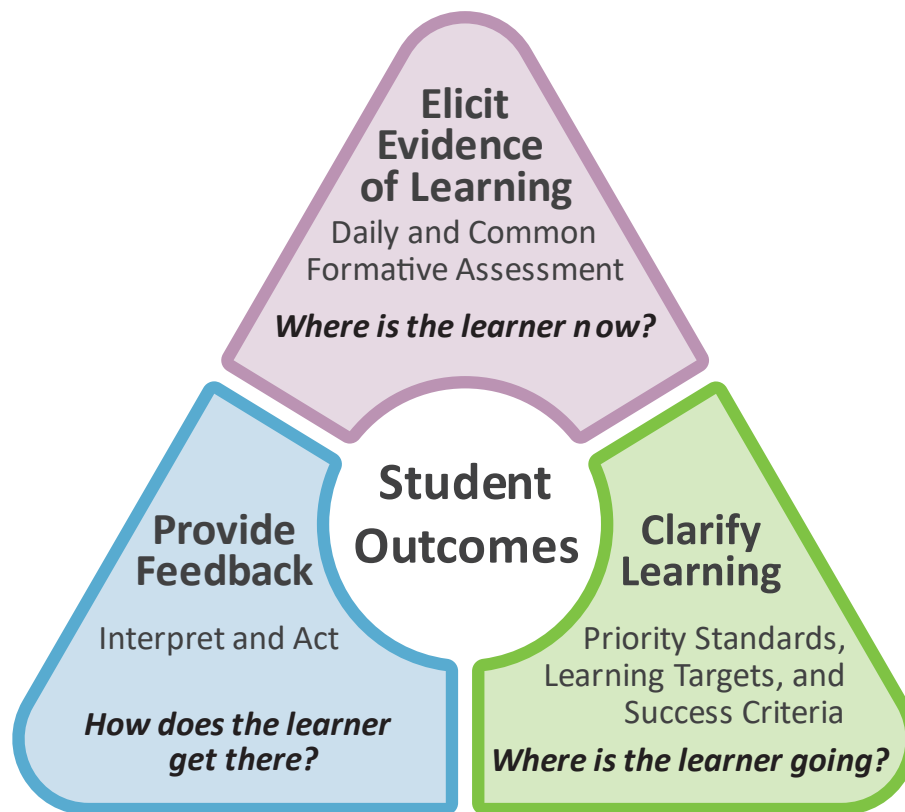 Elicit
Evidence
of Learning
Daily and Common
Formative Assessment
Where is the learner now?
Student
Outcomes
Provide
Feedback
Interpret and Act
How does the learner
get there?
Clarify
Learning
Priority Standards,
Learning Targets, and
Success Criteria
Where is the learner going?